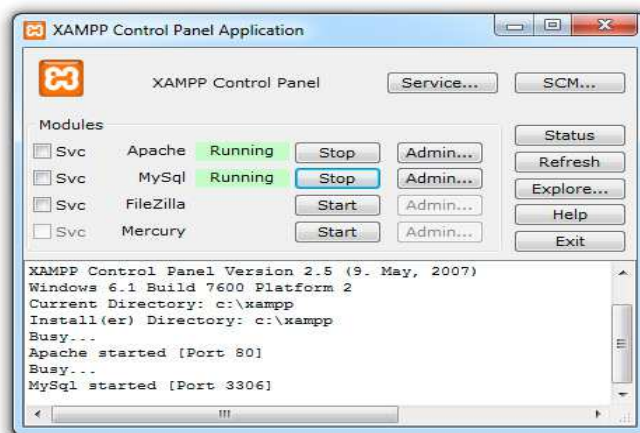 XAMPP Control Panel Application
XAMPP Control Panel Service... SCM...
Modules
Svc Apache Running Stop Admin...
Svc MySql Running Stop Admin...
Svc FileZilla Start Admin...
Svc Mercury Start Admin...
Status
Refresh
Explore...
Help
Exit
XAMPP Control Panel Version 2.5 (9. May, 2007)
Windows 6.1 Build 7600 Platform 2
Current Directory: c:\xampp
Install(er) Directory: c:\xampp
Busy...
Apache started [Port 80]
Busy...
MySql started [Port 3306]